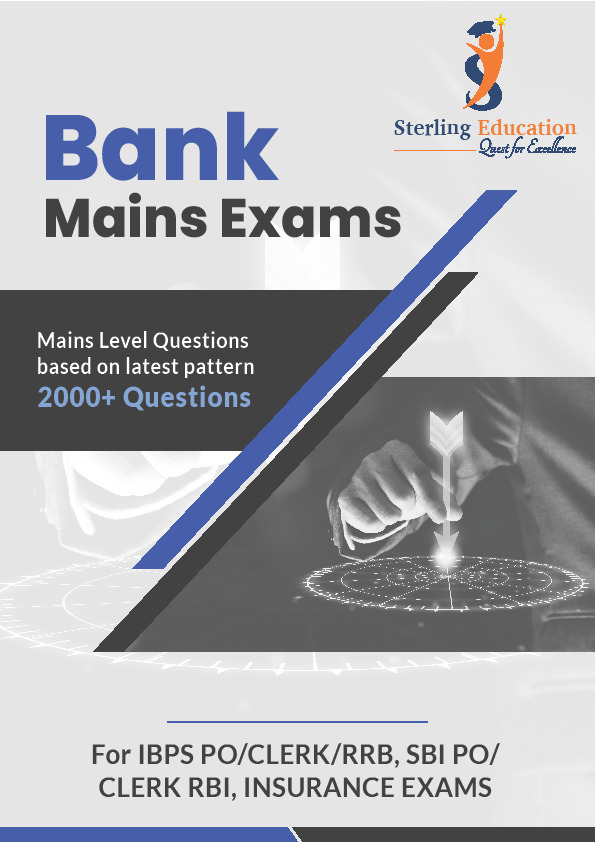 Sterling Education
Quest for Excellence
Bank
Mains Exams
Mains Level Questions
based on latest pattern
2000+ Questions
For IBPS PO/CLERK/RRB, SBI PO/
CLERK RBI, INSURANCE EXAMS